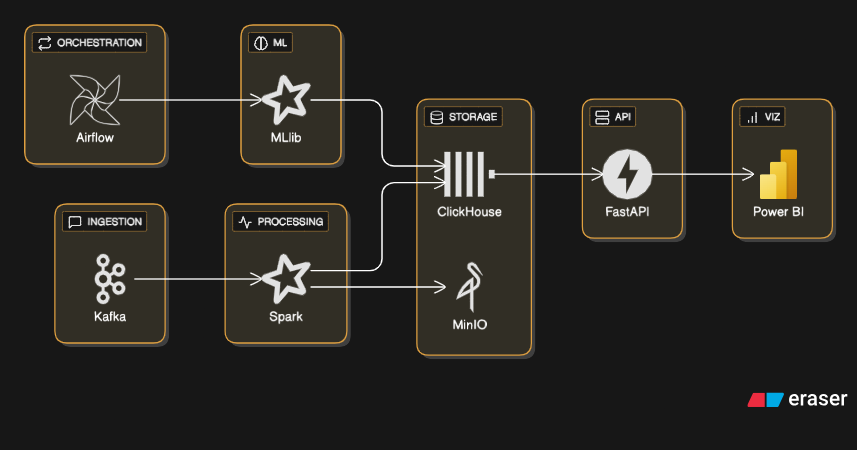 ORCHESTRATION
Airflow
ML
MLlib
INGESTION
Kafka
PROCESSING
Spark
STORAGE
ClickHouse
MinIO
API
FastAPI
VIZ
Power BI
eraser